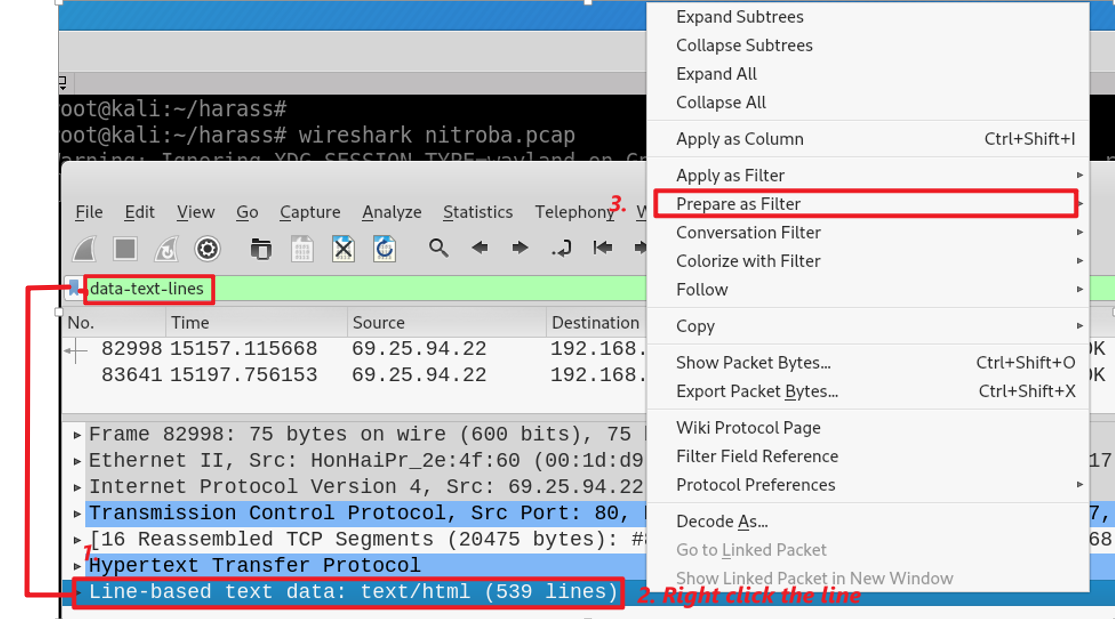 Expand Subtrees
Collapse Subtrees
Expand All
Collapse All
Apply as Column Ctrl+Shift+I
Apply as Filter
Prepare as Filter
Conversation Filter
Colorize with Filter
Follow
Copy
Show Packet Bytes... Ctrl+Shift+O
Export Packet Bytes... Ctrl+Shift+X
Wiki Protocol Page
Filter Field Reference
Protocol Preferences
Decode As...
Go to Linked Packet
Show Linked Packet in New Window
root@kali:~/harass#
root@kali:~/harass# wireshark nitroba.pcap
File Edit View Go Capture Analyze Statistics Telephony W
3.
data-text-lines
No. Time Source Destination
82998 15157.115668 69.25.94.22 192.168. OK
83641 15197.756153 69.25.94.22 192.168. OK
Frame 82998: 75 bytes on wire (600 bits), 75
Ethernet II, Src: HonHaiPr_2e:4f:60 (00:1d:d9 17
Internet Protocol Version 4, Src: 69.25.94.22
Transmission Control Protocol, Src Port: 80, 7,
[16 Reassembled TCP Segments (20475 bytes): #8 68
1.
Hypertext Transfer Protocol
Line-based text data: text/html (539 lines)
2. Right click the line